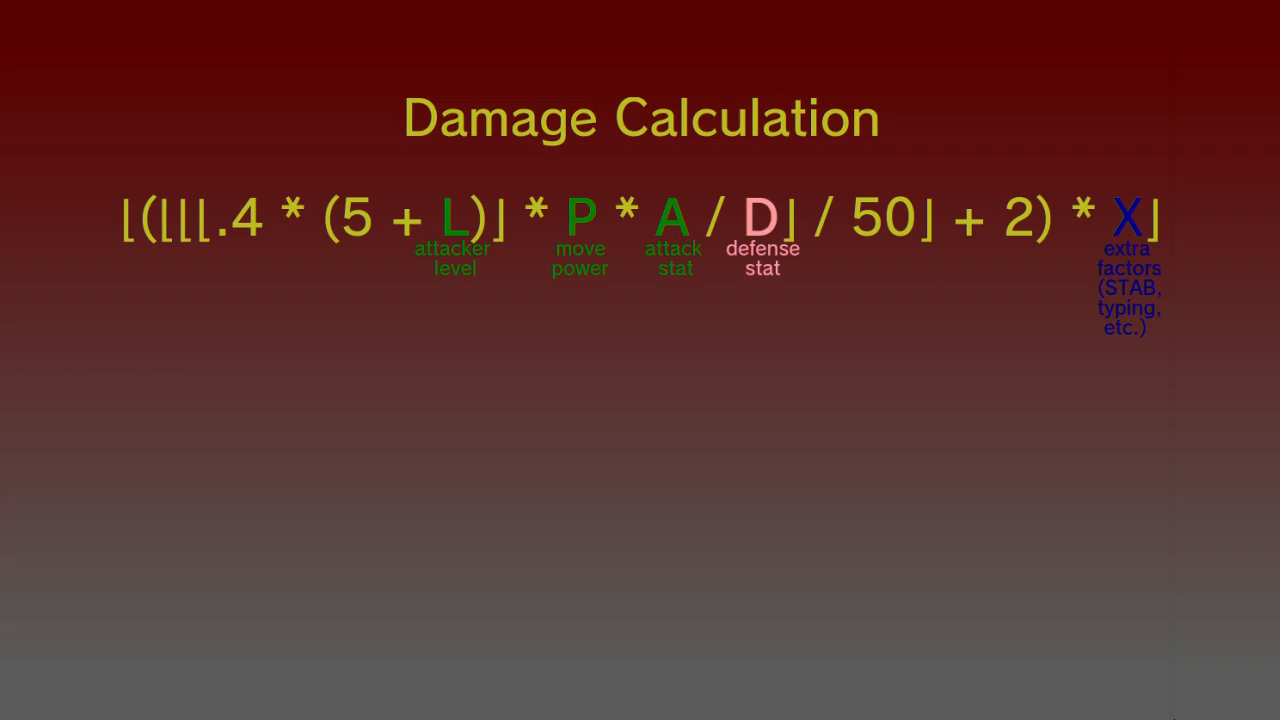 Damage Calculation
⌊(⌊⌊⌊.4 * (5 + L)⌋ * P * A / D⌋ / 50⌋ + 2) * X⌋
attacker level
move power
attack stat
defense stat
extra factors (STAB, typing, etc.)